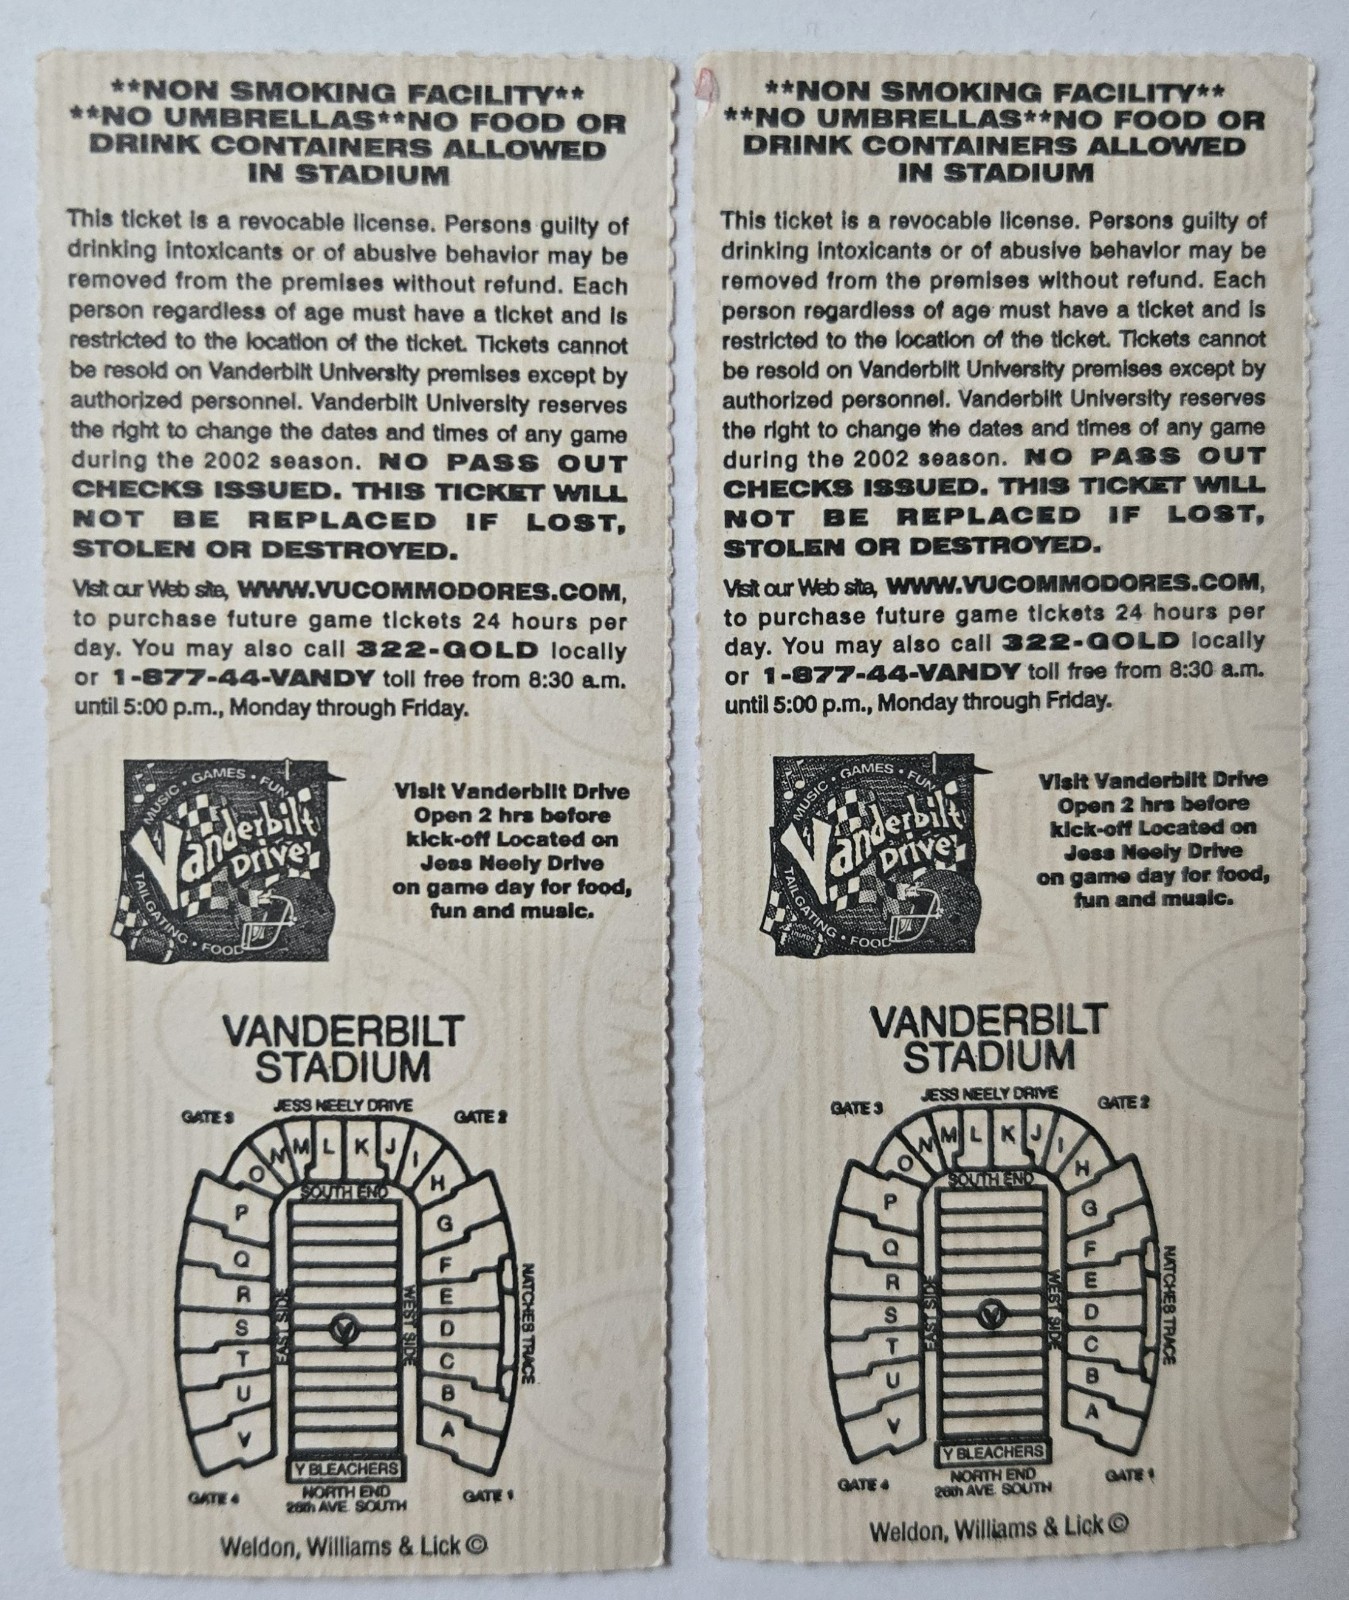 **NON SMOKING FACILITY**
**NO UMBRELLAS**NO FOOD OR
DRINK CONTAINERS ALLOWED
IN STADIUM
This ticket is a revocable license. Persons guilty of
drinking intoxicants or of abusive behavior may be
removed from the premises without refund. Each
person regardless of age must have a ticket and is
restricted to the location of the ticket. Tickets cannot
be resold on Vanderbilt University premises except by
authorized personnel. Vanderbilt University reserves
the right to change the dates and times of any game
during the 2002 season. NO PASS OUT
CHECKS ISSUED. THIS TICKET WILL
NOT BE REPLACED IF LOST,
STOLEN OR DESTROYED.
Visit our Web site, WWW.VUCOMMODORES.COM,
to purchase future game tickets 24 hours per
day. You may also call 322-GOLD locally
or 1-877-44-VANDY toll free from 8:30 a.m.
until 5:00 p.m., Monday through Friday.
MUSIC • GAMES • FUN
Vanderbilt
Drive
TAILGATING • FOOD
Visit Vanderbilt Drive
Open 2 hrs before
kick-off Located on
Jess Neely Drive
on game day for food,
fun and music.
VANDERBILT
STADIUM
JESS NEELY DRIVE
GATE 3
GATE 2
O N M L K J I H
SOUTH END
P
G
Q
F
R
E
S
D
T
C
U
B
V
A
EAST SIDE
V
WEST SIDE
NATCHES TRACE
Y BLEACHERS
GATE 4
NORTH END
GATE 1
26th AVE. SOUTH
Weldon, Williams & Lick ©
**NON SMOKING FACILITY**
**NO UMBRELLAS**NO FOOD OR
DRINK CONTAINERS ALLOWED
IN STADIUM
This ticket is a revocable license. Persons guilty of
drinking intoxicants or of abusive behavior may be
removed from the premises without refund. Each
person regardless of age must have a ticket and is
restricted to the location of the ticket. Tickets cannot
be resold on Vanderbilt University premises except by
authorized personnel. Vanderbilt University reserves
the right to change the dates and times of any game
during the 2002 season. NO PASS OUT
CHECKS ISSUED. THIS TICKET WILL
NOT BE REPLACED IF LOST,
STOLEN OR DESTROYED.
Visit our Web site, WWW.VUCOMMODORES.COM,
to purchase future game tickets 24 hours per
day. You may also call 322-GOLD locally
or 1-877-44-VANDY toll free from 8:30 a.m.
until 5:00 p.m., Monday through Friday.
MUSIC • GAMES • FUN
Vanderbilt
Drive
TAILGATING • FOOD
Visit Vanderbilt Drive
Open 2 hrs before
kick-off Located on
Jess Neely Drive
on game day for food,
fun and music.
VANDERBILT
STADIUM
JESS NEELY DRIVE
GATE 3
GATE 2
O N M L K J I H
SOUTH END
P
G
Q
F
R
E
S
D
T
C
U
B
V
A
EAST SIDE
V
WEST SIDE
NATCHES TRACE
Y BLEACHERS
GATE 4
NORTH END
GATE 1
26th AVE. SOUTH
Weldon, Williams & Lick ©